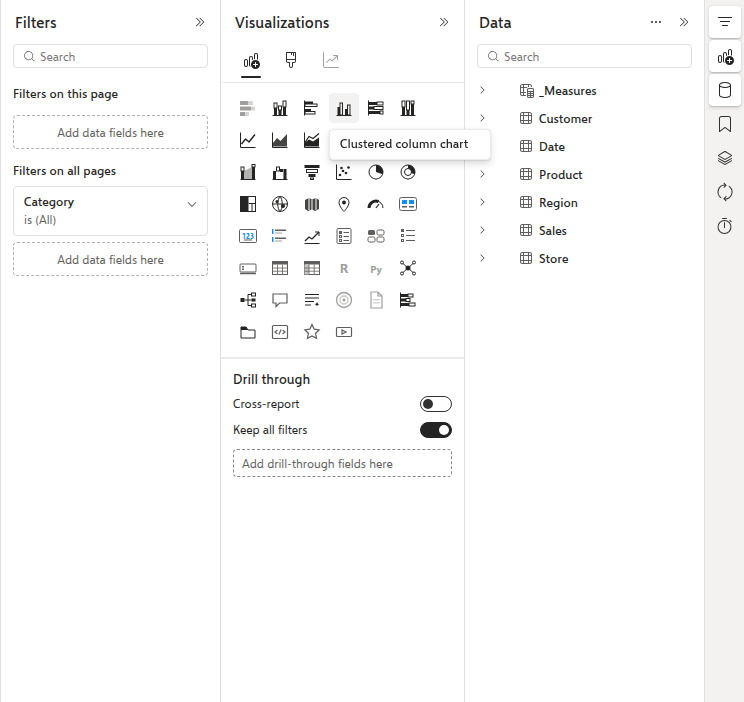 Filters
Search
Filters on this page
Add data fields here
Filters on all pages
Category
is (All)
Add data fields here
Visualizations
Clustered column chart
123
R
Py
Drill through
Cross-report
Keep all filters
Add drill-through fields here
Data
Search
_Measures
Customer
Date
Product
Region
Sales
Store